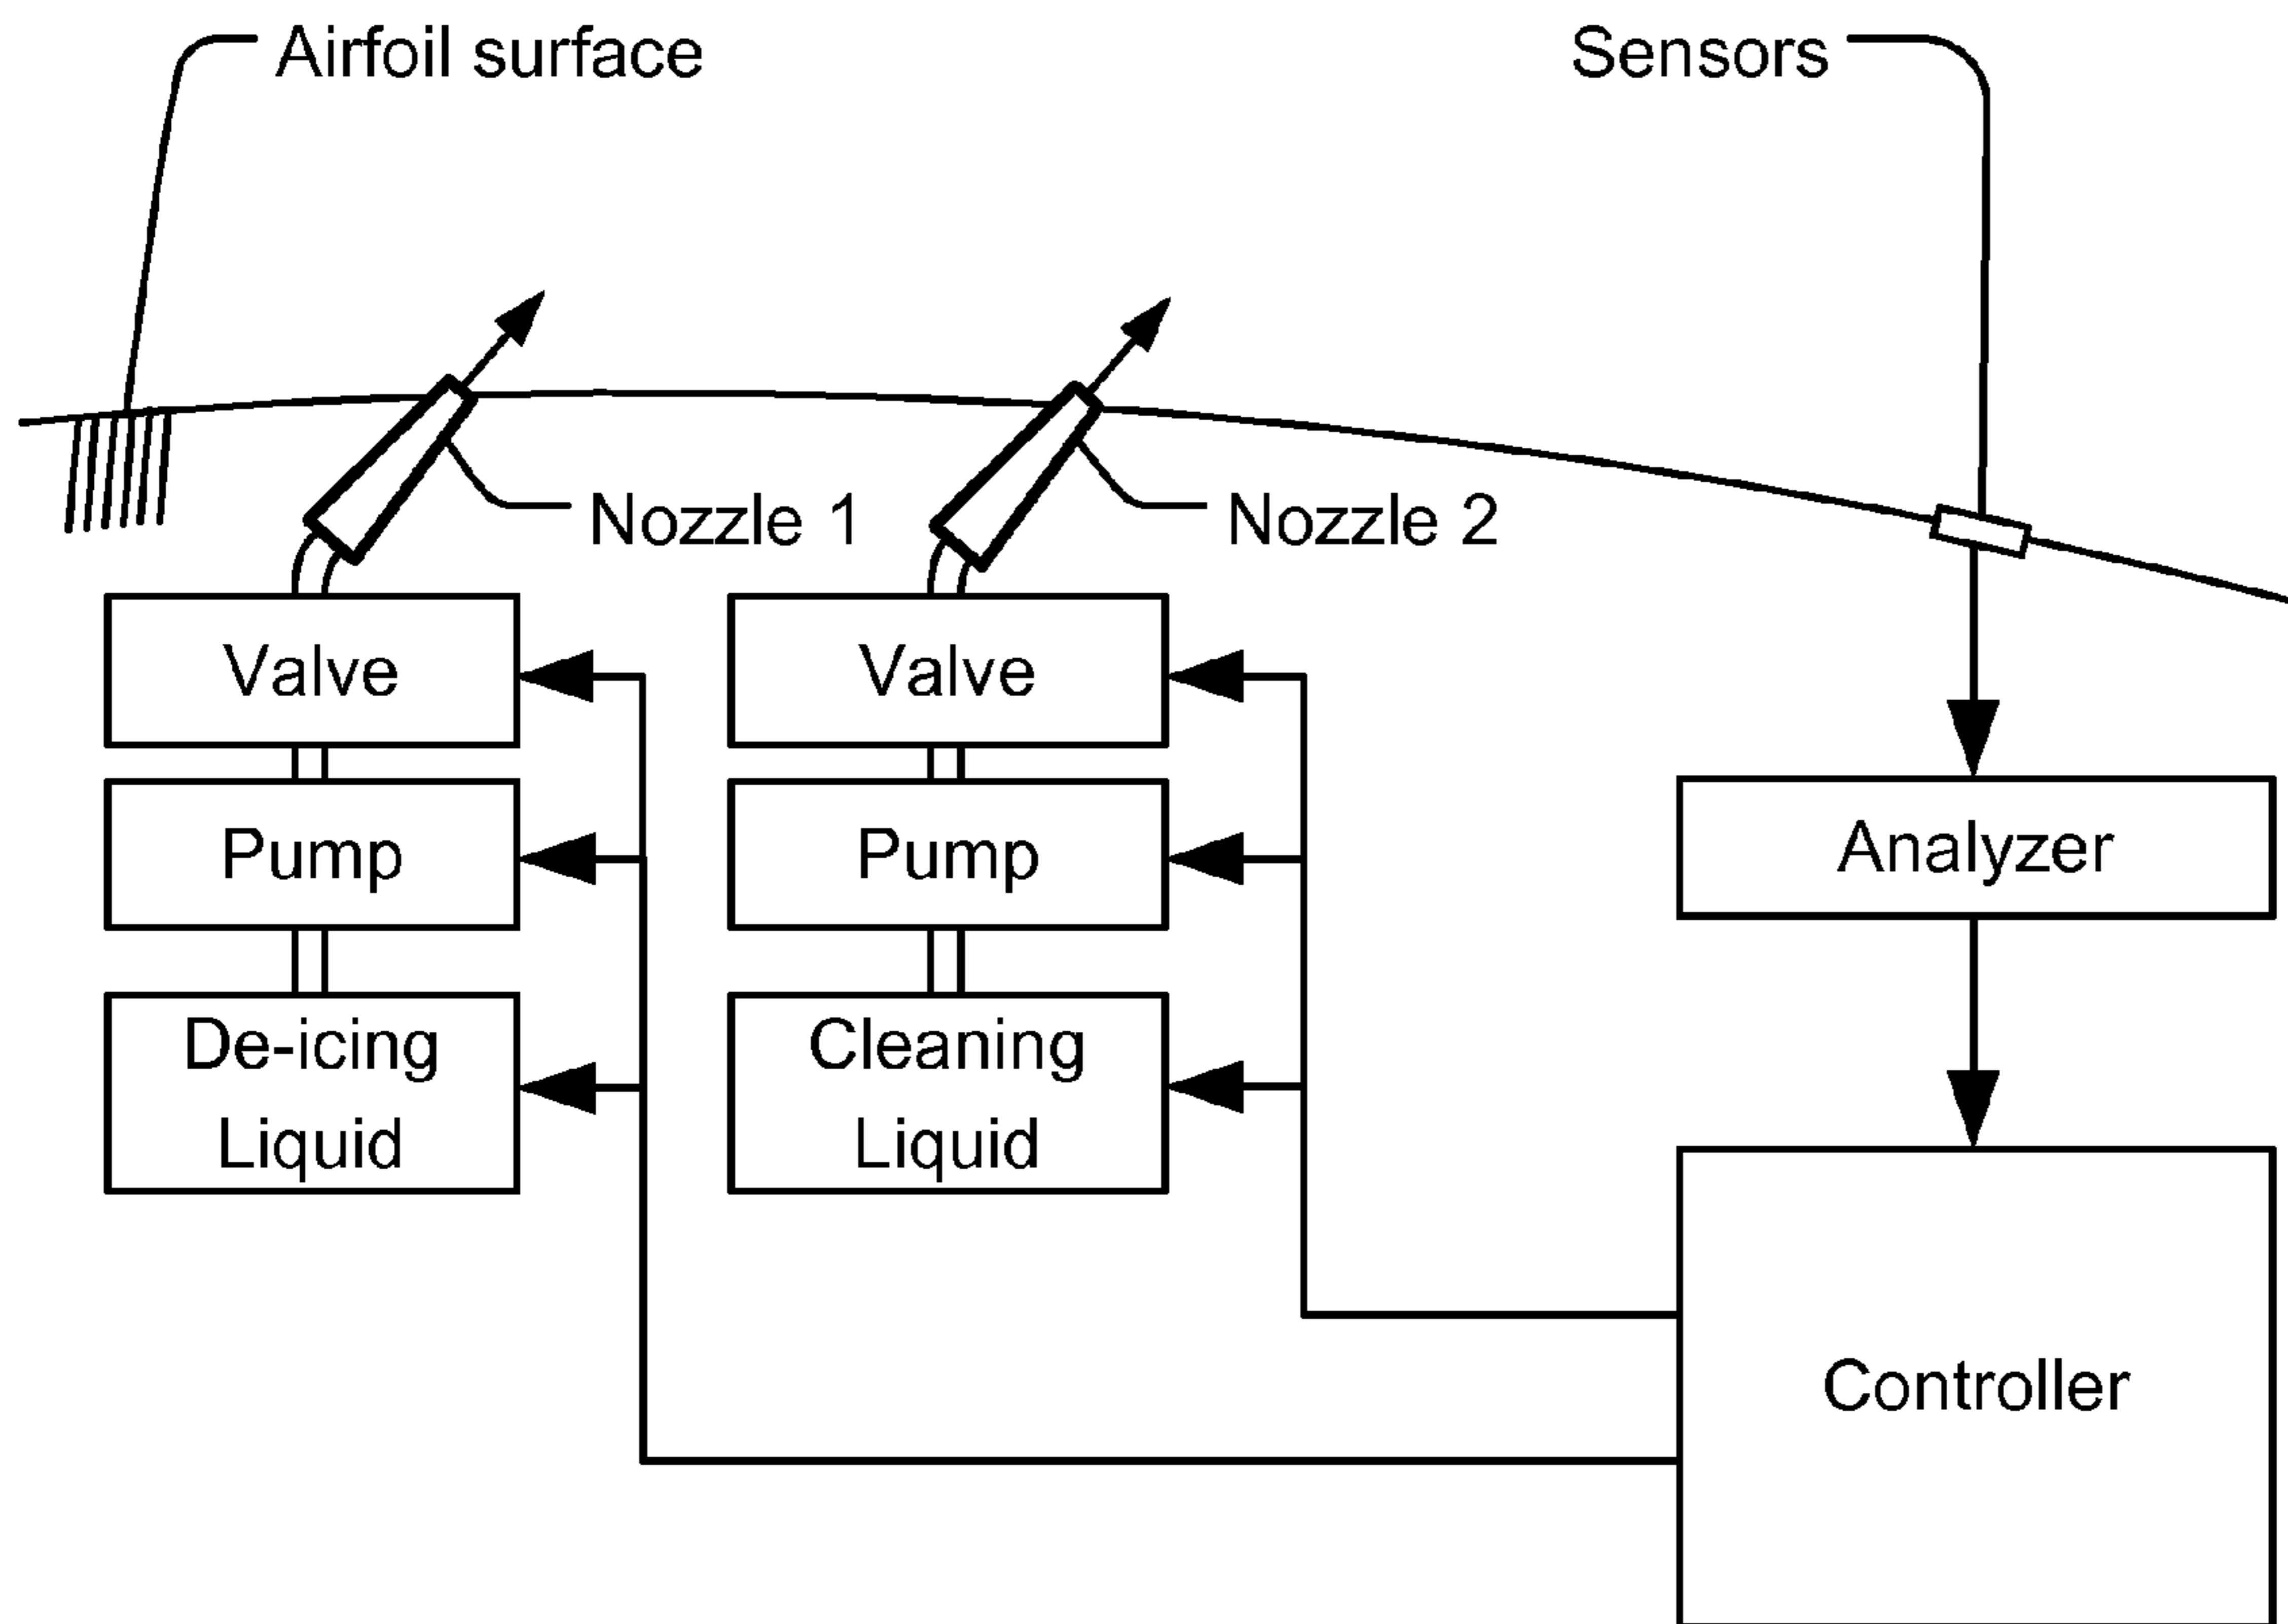 Airfoil surface
Sensors
Nozzle 1
Nozzle 2
Valve
Valve
Pump
Pump
Analyzer
De-icing
Liquid
Cleaning
Liquid
Controller